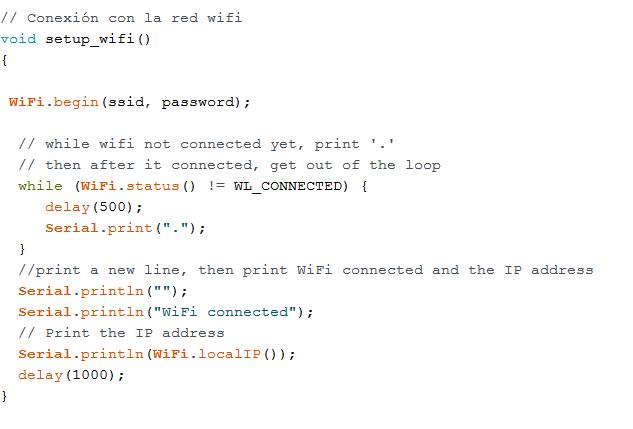 // Conexión con la red wifi
void setup_wifi()
{
WiFi.begin(ssid, password);
// while wifi not connected yet, print '.'
// then after it connected, get out of the loop
while (WiFi.status() != WL_CONNECTED) {
delay(500);
Serial.print(".");
}
//print a new line, then print WiFi connected and the IP address
Serial.println("");
Serial.println("WiFi connected");
// Print the IP address
Serial.println(WiFi.localIP());
delay(1000);
}